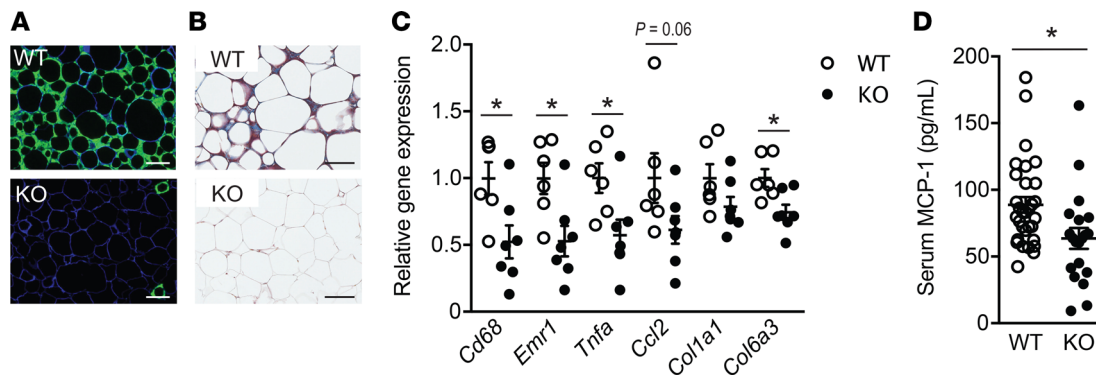 A
WT
KO
B
WT
KO
C
Relative gene expression
2.0
1.5
1.0
0.5
0
* * * P = 0.06 *
Cd68 Emr1 Tnfa Ccl2 Col1a1 Col6a3
WT
KO
D
Serum MCP-1 (pg/mL)
200
150
100
50
0
*
WT KO